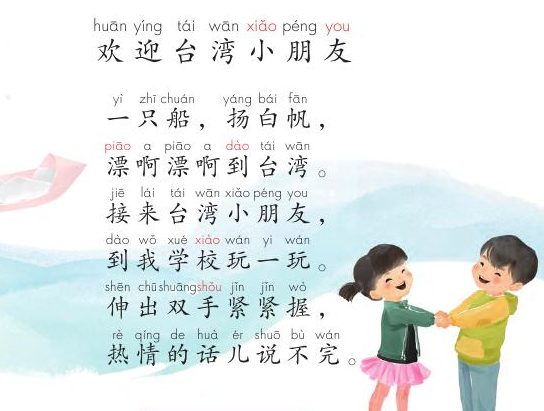 huān yíng tái wān xiǎo péng you
欢迎台湾小朋友
yì zhī chuán yáng bái fān
一只船，扬白帆，
piāo a piāo a dào tái wān
漂啊漂啊到台湾。
jiē lái tái wān xiǎo péng you
接来台湾小朋友，
dào wǒ xué xiào wán yi wán
到我学校玩一玩。
shēn chū shuāng shǒu jǐn jǐn wò
伸出双手紧紧握，
rè qíng de huà ér shuō bù wán
热情的话儿说不完。